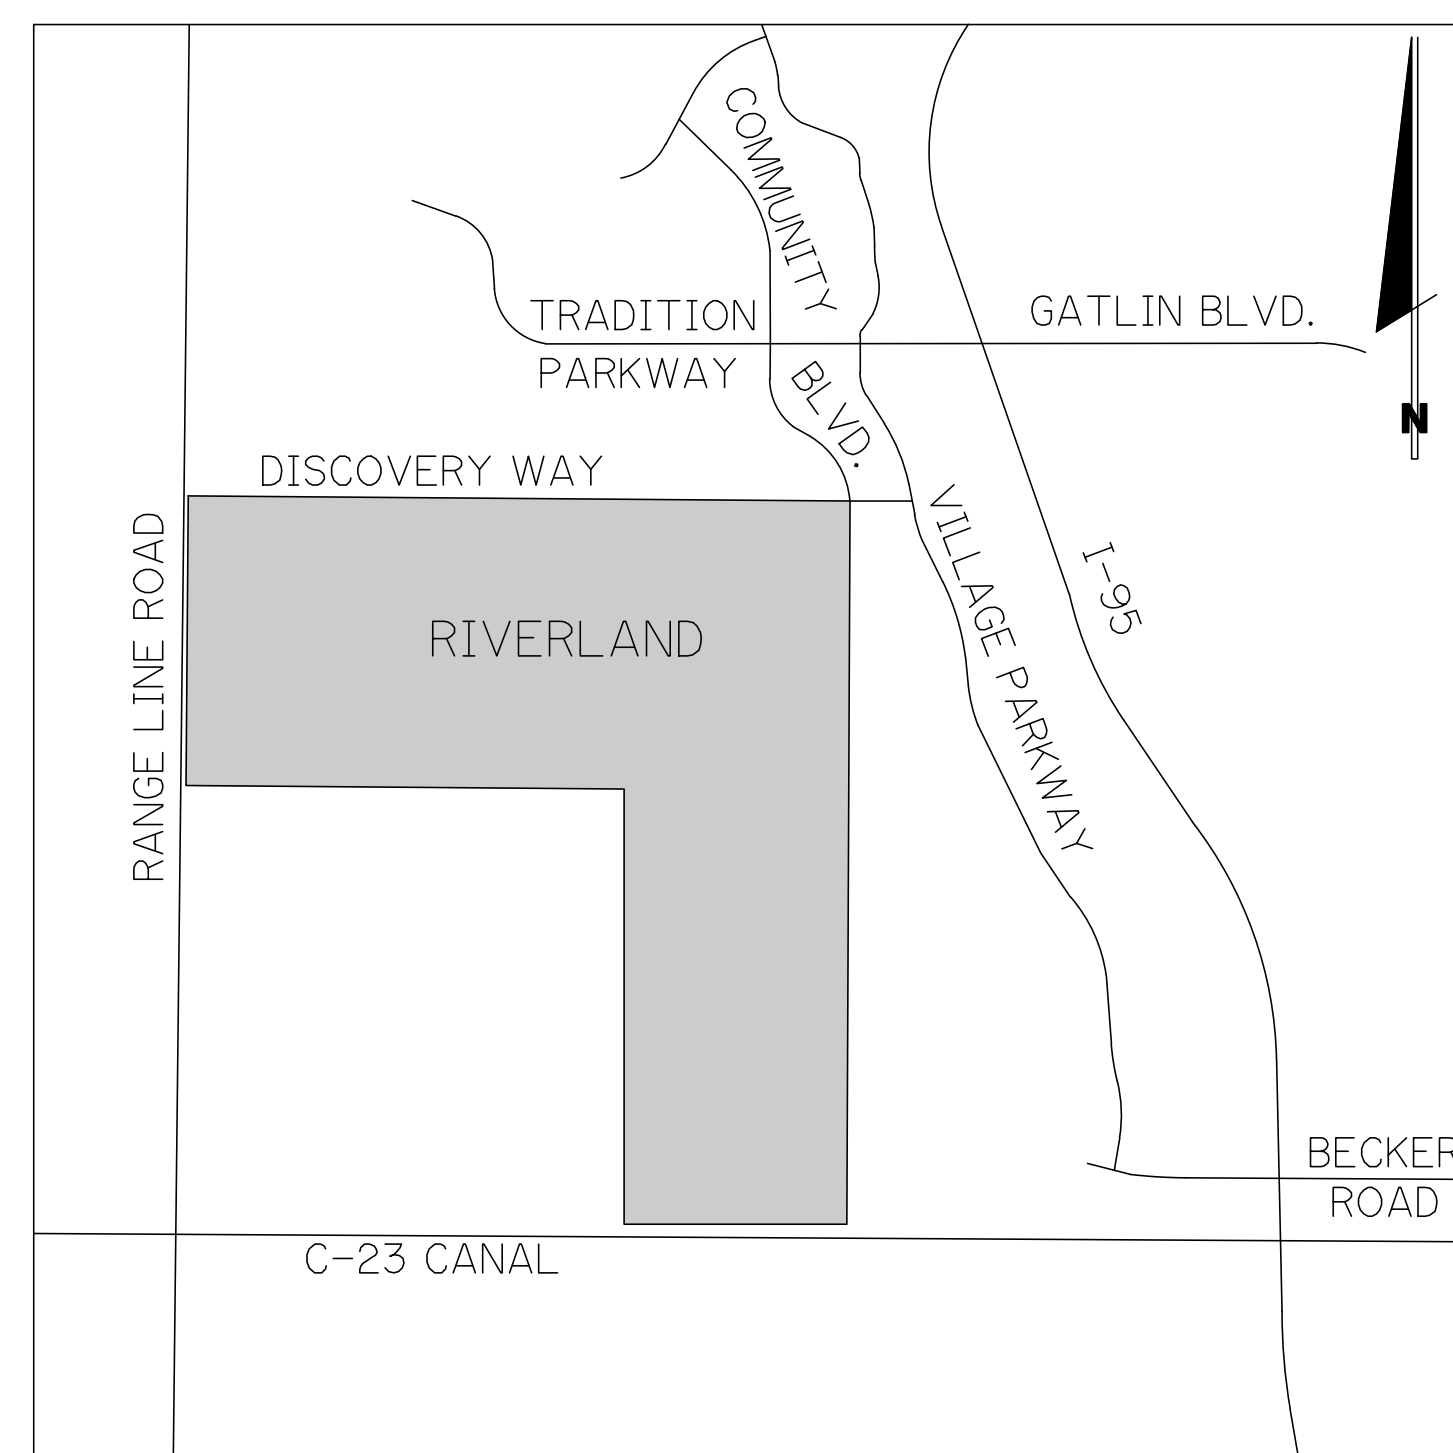 COMMUNITY
BLVD.
TRADITION
PARKWAY
GATLIN BLVD.
N
DISCOVERY WAY
RANGE LINE ROAD
RIVERLAND
VILLAGE PARKWAY
I-95
BECKER
ROAD
C-23 CANAL